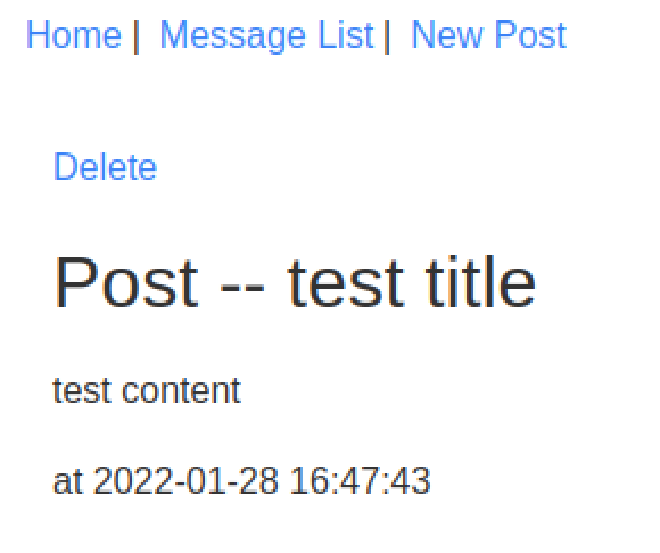 Home | Message List | New Post
Delete
Post -- test title
test content
at 2022-01-28 16:47:43